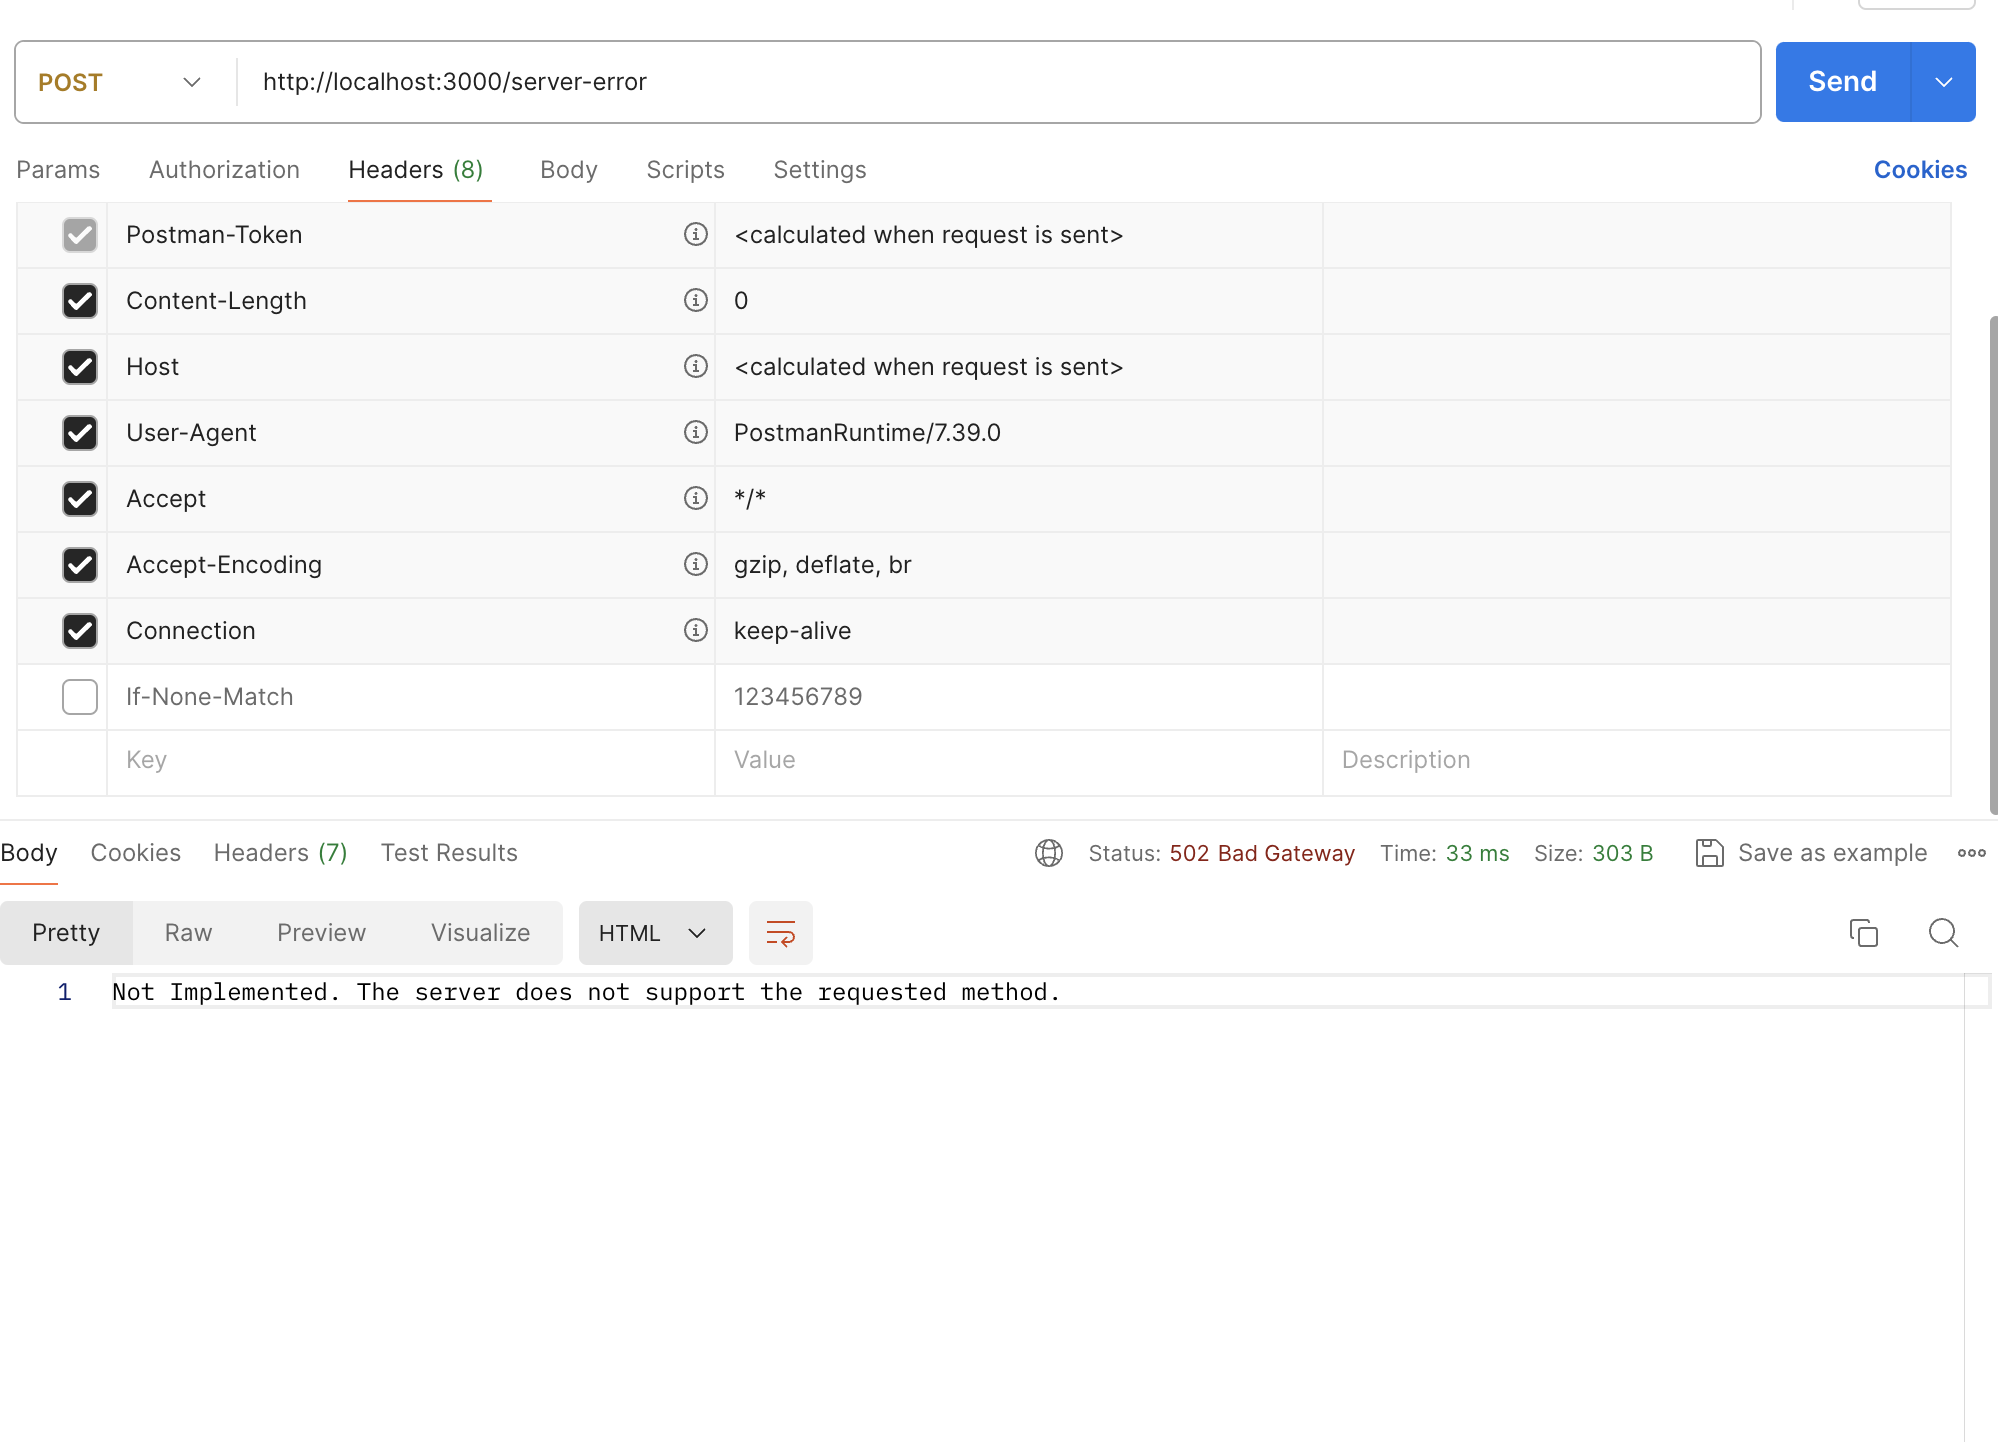 POST http://localhost:3000/server-error Send
Params Authorization Headers (8) Body Scripts Settings Cookies
Postman-Token <calculated when request is sent>
Content-Length 0
Host <calculated when request is sent>
User-Agent PostmanRuntime/7.39.0
Accept */*
Accept-Encoding gzip, deflate, br
Connection keep-alive
If-None-Match 123456789
Key Value Description
Body Cookies Headers (7) Test Results Status: 502 Bad Gateway Time: 33 ms Size: 303 B Save as example
Pretty Raw Preview Visualize HTML
1 Not Implemented. The server does not support the requested method.